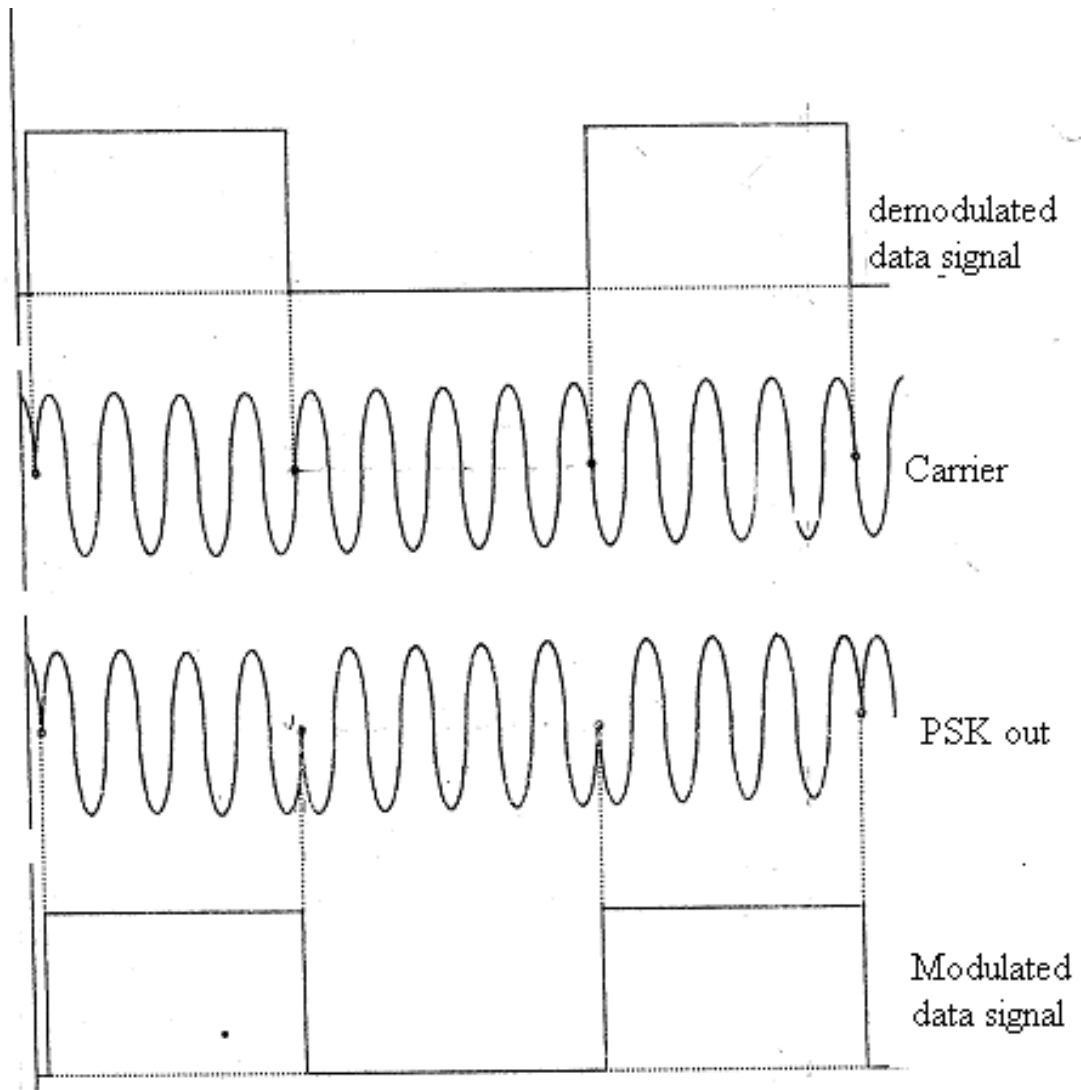 demodulated
data signal
Carrier
PSK out
Modulated
data signal